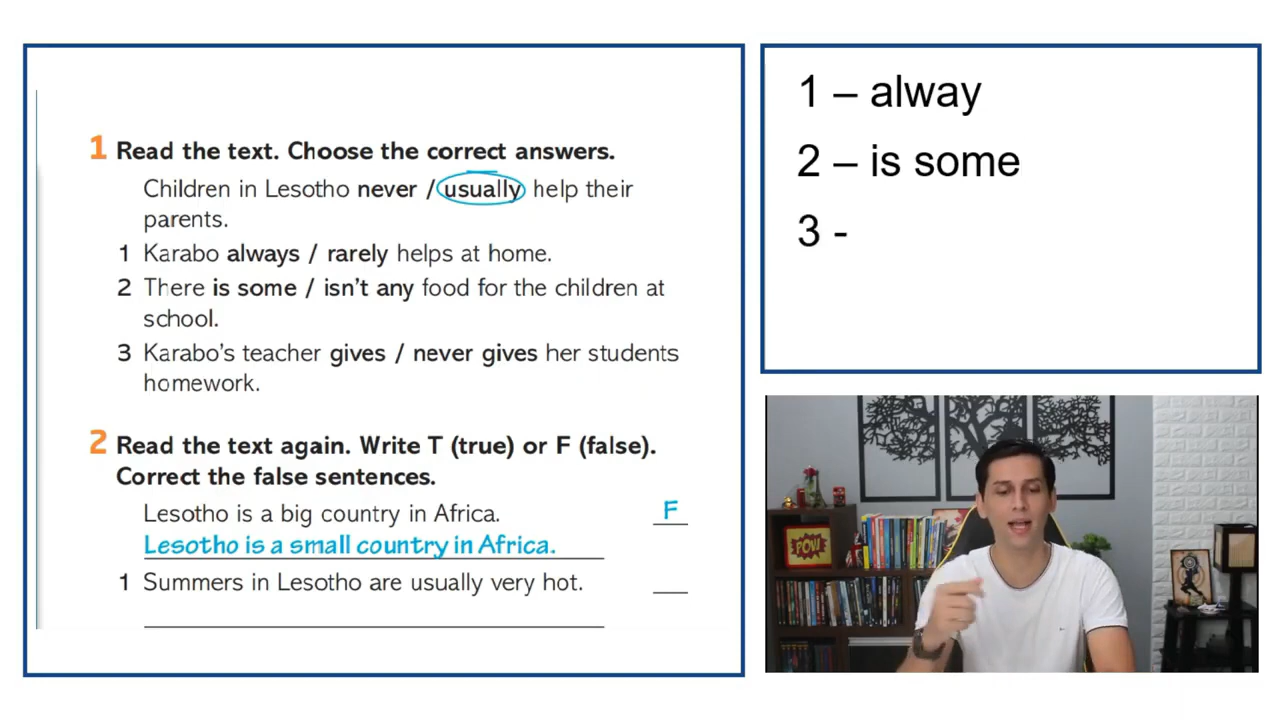 1 Read the text. Choose the correct answers.
Children in Lesotho never / usually help their
parents.
1 Karabo always / rarely helps at home.
2 There is some / isn't any food for the children at
school.
3 Karabo's teacher gives / never gives her students
homework.
2 Read the text again. Write T (true) or F (false).
Correct the false sentences.
Lesotho is a big country in Africa. F
Lesotho is a small country in Africa.
1 Summers in Lesotho are usually very hot.
1 – alway
2 – is some
3 -
POW!